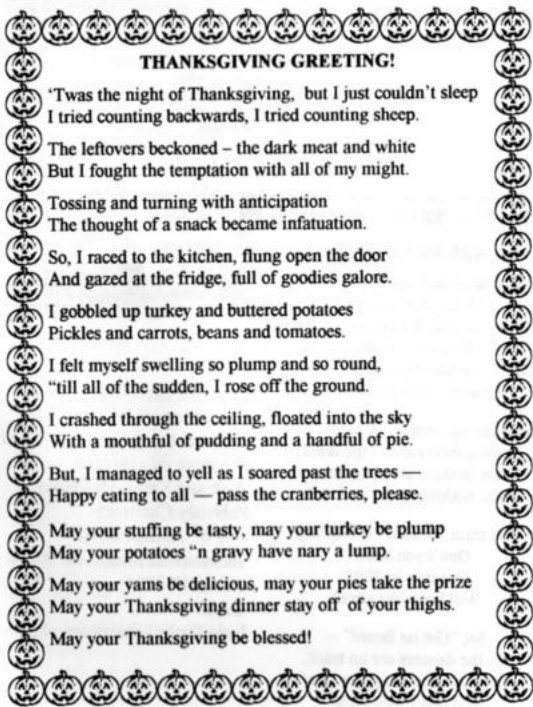 THANKSGIVING GREETING!
'Twas the night of Thanksgiving, but I just couldn't sleep
I tried counting backwards, I tried counting sheep.
The leftovers beckoned – the dark meat and white
But I fought the temptation with all of my might.
Tossing and turning with anticipation
The thought of a snack became infatuation.
So, I raced to the kitchen, flung open the door
And gazed at the fridge, full of goodies galore.
I gobbled up turkey and buttered potatoes
Pickles and carrots, beans and tomatoes.
I felt myself swelling so plump and so round,
"till all of the sudden, I rose off the ground.
I crashed through the ceiling, floated into the sky
With a mouthful of pudding and a handful of pie.
But, I managed to yell as I soared past the trees —
Happy eating to all — pass the cranberries, please.
May your stuffing be tasty, may your turkey be plump
May your potatoes "n gravy have nary a lump.
May your yams be delicious, may your pies take the prize
May your Thanksgiving dinner stay off of your thighs.
May your Thanksgiving be blessed!